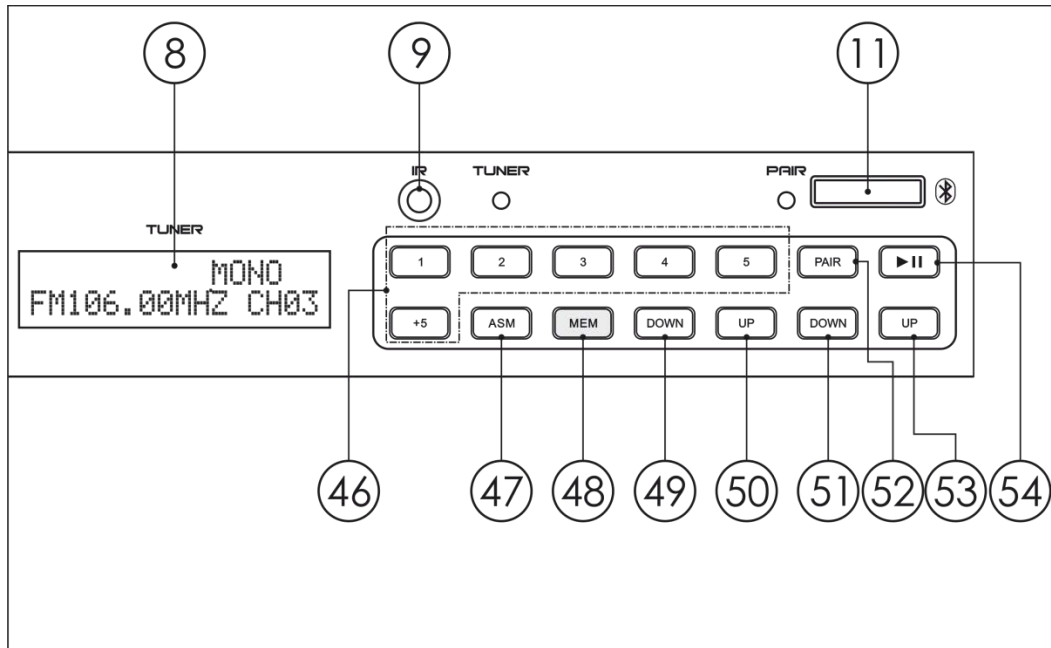 8 9 11
IR TUNER PAIR
TUNER
MONO
FM106.00MHZ CH03
1 2 3 4 5 PAIR
+5 ASM MEM DOWN UP DOWN UP
46 47 48 49 50 51 52 53 54